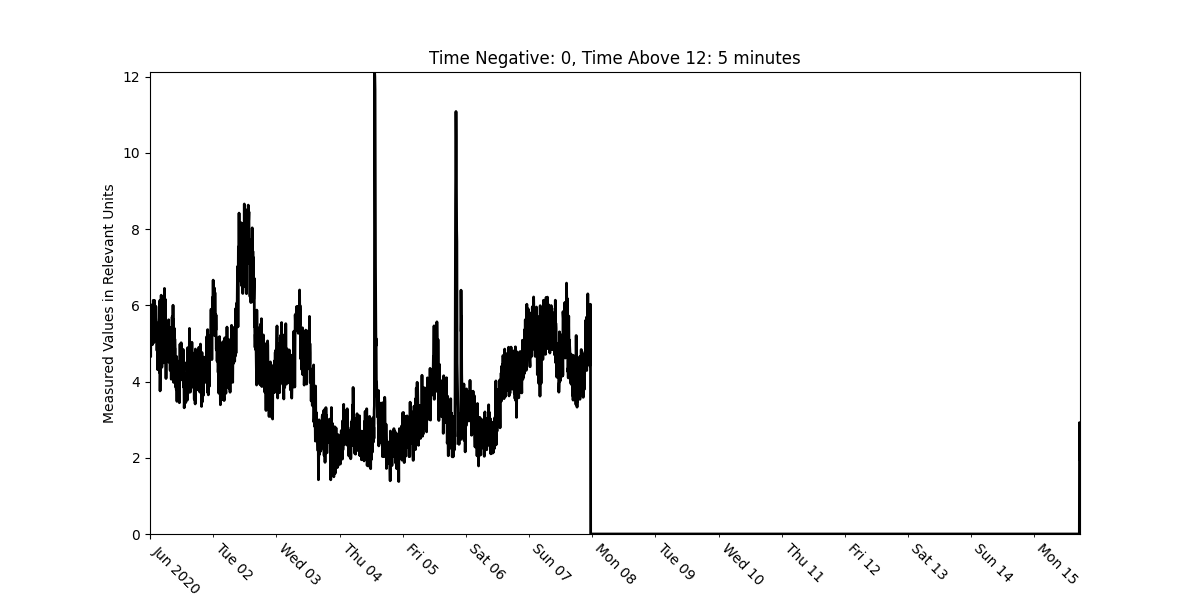 Time Negative: 0, Time Above 12: 5 minutes
Measured Values in Relevant Units
12
10
8
6
4
2
0
Jun 2020
Tue 02
Wed 03
Thu 04
Fri 05
Sat 06
Sun 07
Mon 08
Tue 09
Wed 10
Thu 11
Fri 12
Sat 13
Sun 14
Mon 15